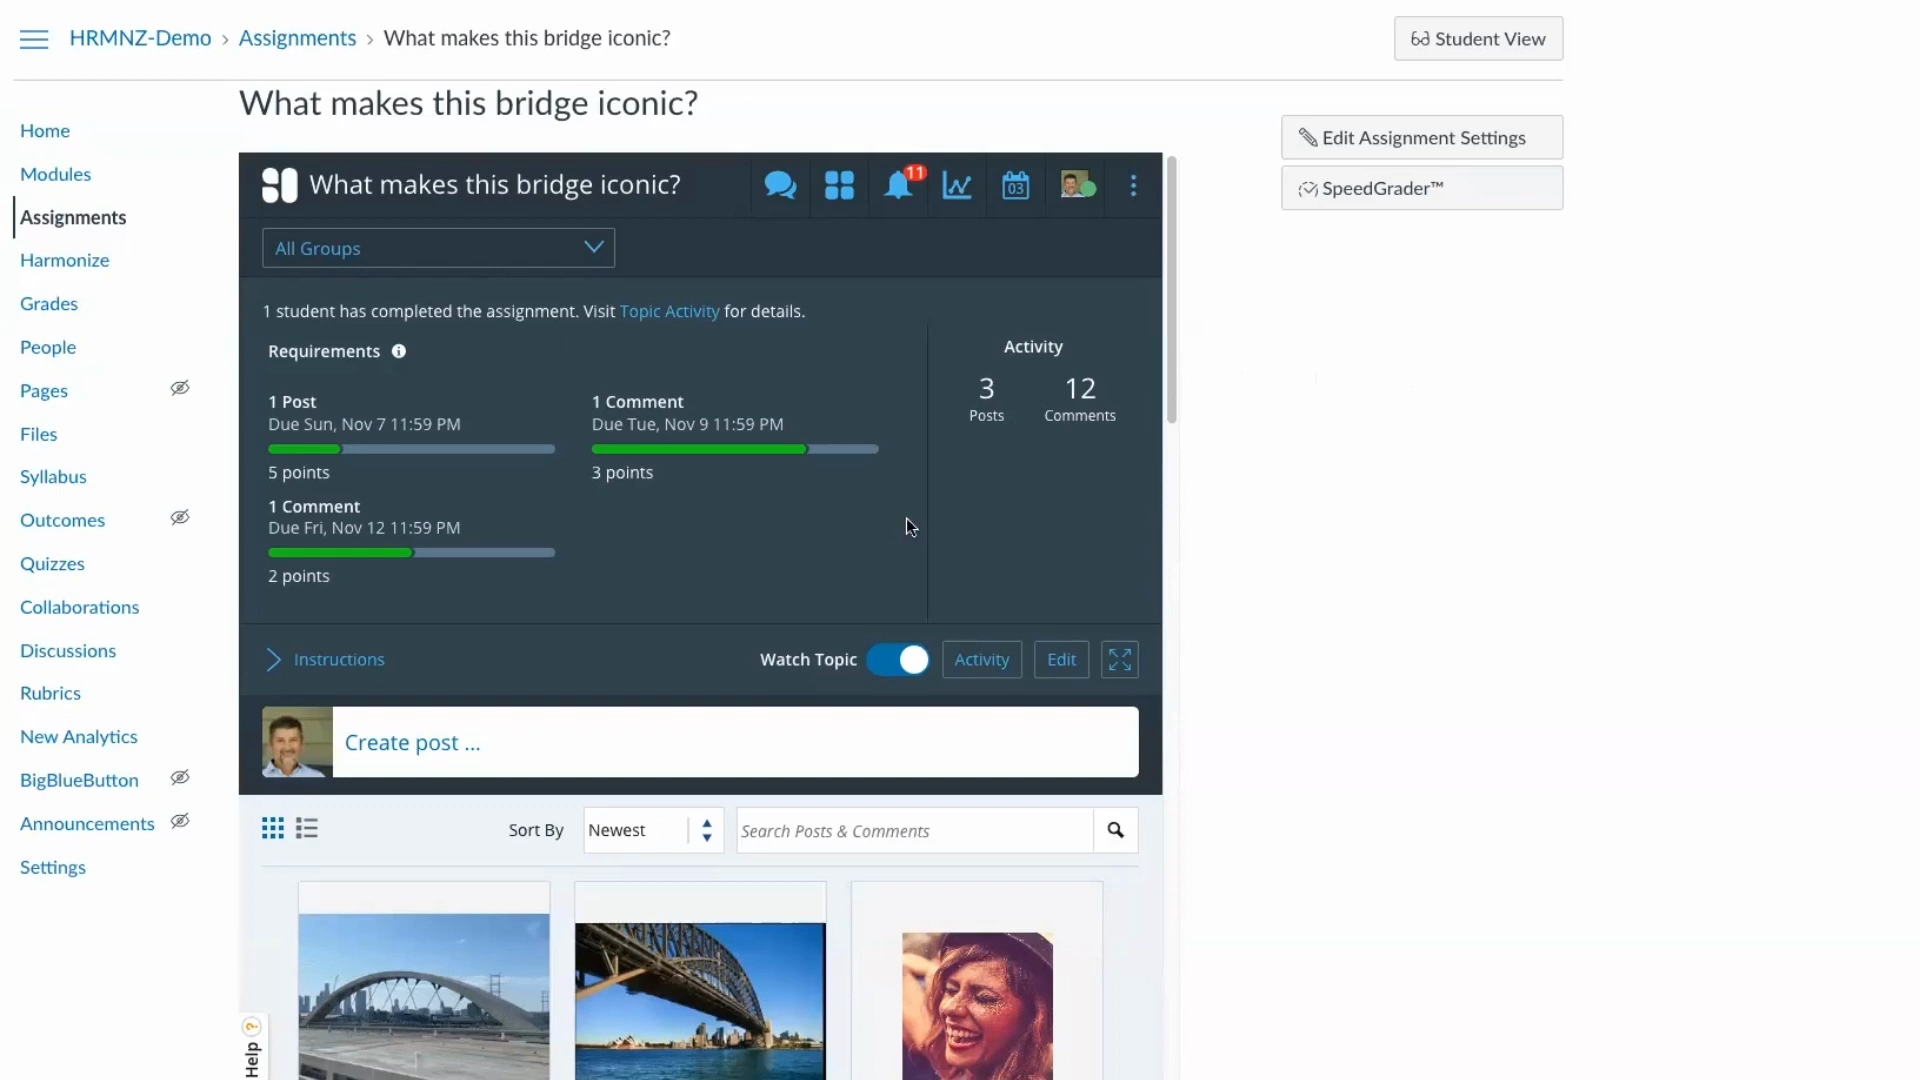 HRMNZ-Demo › Assignments › What makes this bridge iconic?
Student View
What makes this bridge iconic?
Edit Assignment Settings
SpeedGrader™
Home
Modules
Assignments
Harmonize
Grades
People
Pages
Files
Syllabus
Outcomes
Quizzes
Collaborations
Discussions
Rubrics
New Analytics
BigBlueButton
Announcements
Settings
What makes this bridge iconic?
11
03
All Groups
1 student has completed the assignment. Visit Topic Activity for details.
Requirements
1 Post
Due Sun, Nov 7 11:59 PM
5 points
1 Comment
Due Tue, Nov 9 11:59 PM
3 points
1 Comment
Due Fri, Nov 12 11:59 PM
2 points
Activity
3 12
Posts Comments
Instructions
Watch Topic
Activity
Edit
Create post ...
Sort By
Newest
Search Posts & Comments
Help ?